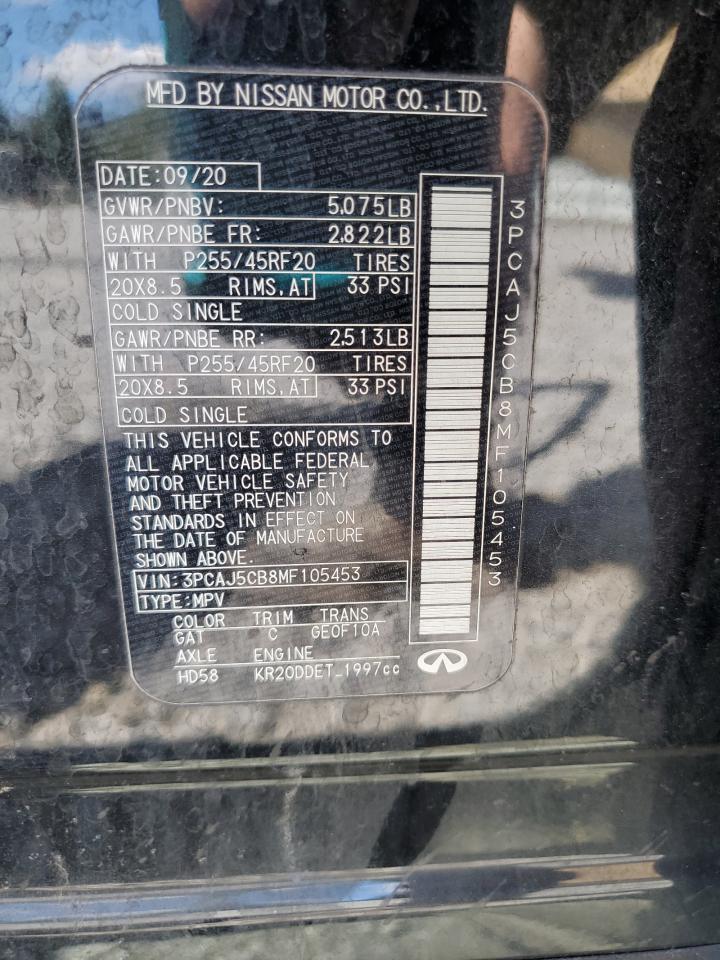 MFD BY NISSAN MOTOR CO.,LTD.
DATE:09/20
GVWR/PNBV: 5.075LB
GAWR/PNBE FR: 2.822LB
WITH P255/45RF20 TIRES
20X8.5 RIMS,AT 33 PSI
COLD SINGLE
GAWR/PNBE RR: 2.513LB
WITH P255/45RF20 TIRES
20X8.5 RIMS,AT 33 PSI
COLD SINGLE
THIS VEHICLE CONFORMS TO
ALL APPLICABLE FEDERAL
MOTOR VEHICLE SAFETY
AND THEFT PREVENTION
STANDARDS IN EFFECT ON
THE DATE OF MANUFACTURE
SHOWN ABOVE.
VIN:3PCAJ5CB8MF105453
TYPE:MPV
COLOR TRIM TRANS
GAT C GE0F10A
AXLE ENGINE
HD58 KR20DDET_1997cc
3PCAJ5CB8MF105453